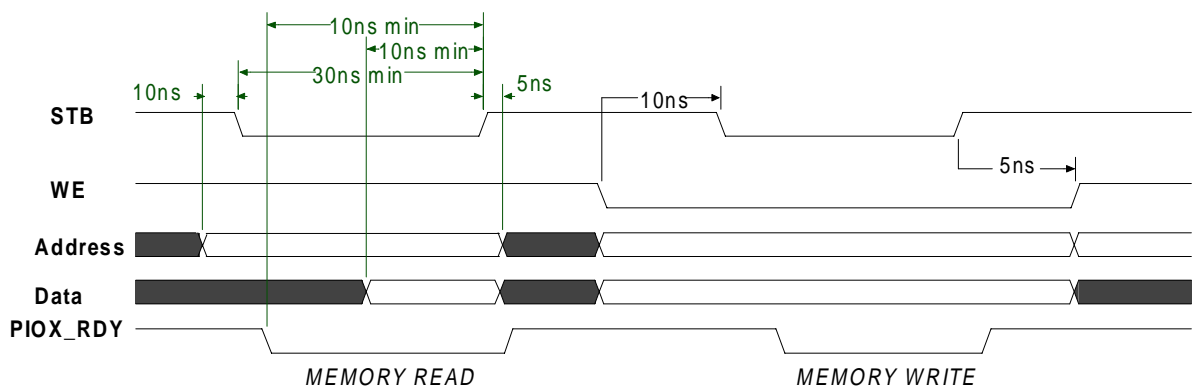 10ns min
10ns min
30ns min
10ns
5ns
10ns
STB
5ns
WE
Address
Data
PIOX_RDY
MEMORY READ
MEMORY WRITE